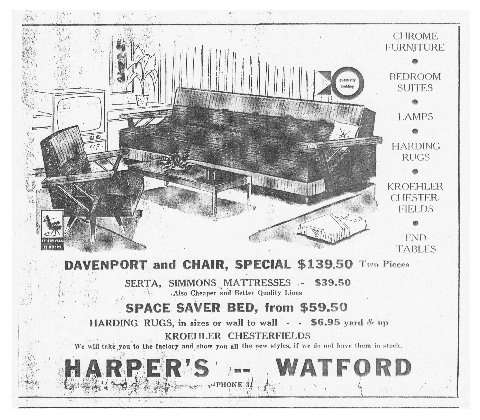 CHROME
FURNITURE
BEDROOM
SUITES
LAMPS
HARDING
RUGS
KROEHLER
CHESTER-
FIELDS
END
TABLES
DAVENPORT and CHAIR, SPECIAL $139.50 Two Pieces
SERTA, SIMMONS MATTRESSES - $39.50
Also Cheaper and Better Quality Lines
SPACE SAVER BED, from $59.50
HARDING RUGS, in sizes or wall to wall - - $6.95 yard & up
KROEHLER CHESTERFIELDS
We will take you to the factory and show you all the new styles, if we do not have them in stock.
HARPER'S -- WATFORD
PHONE